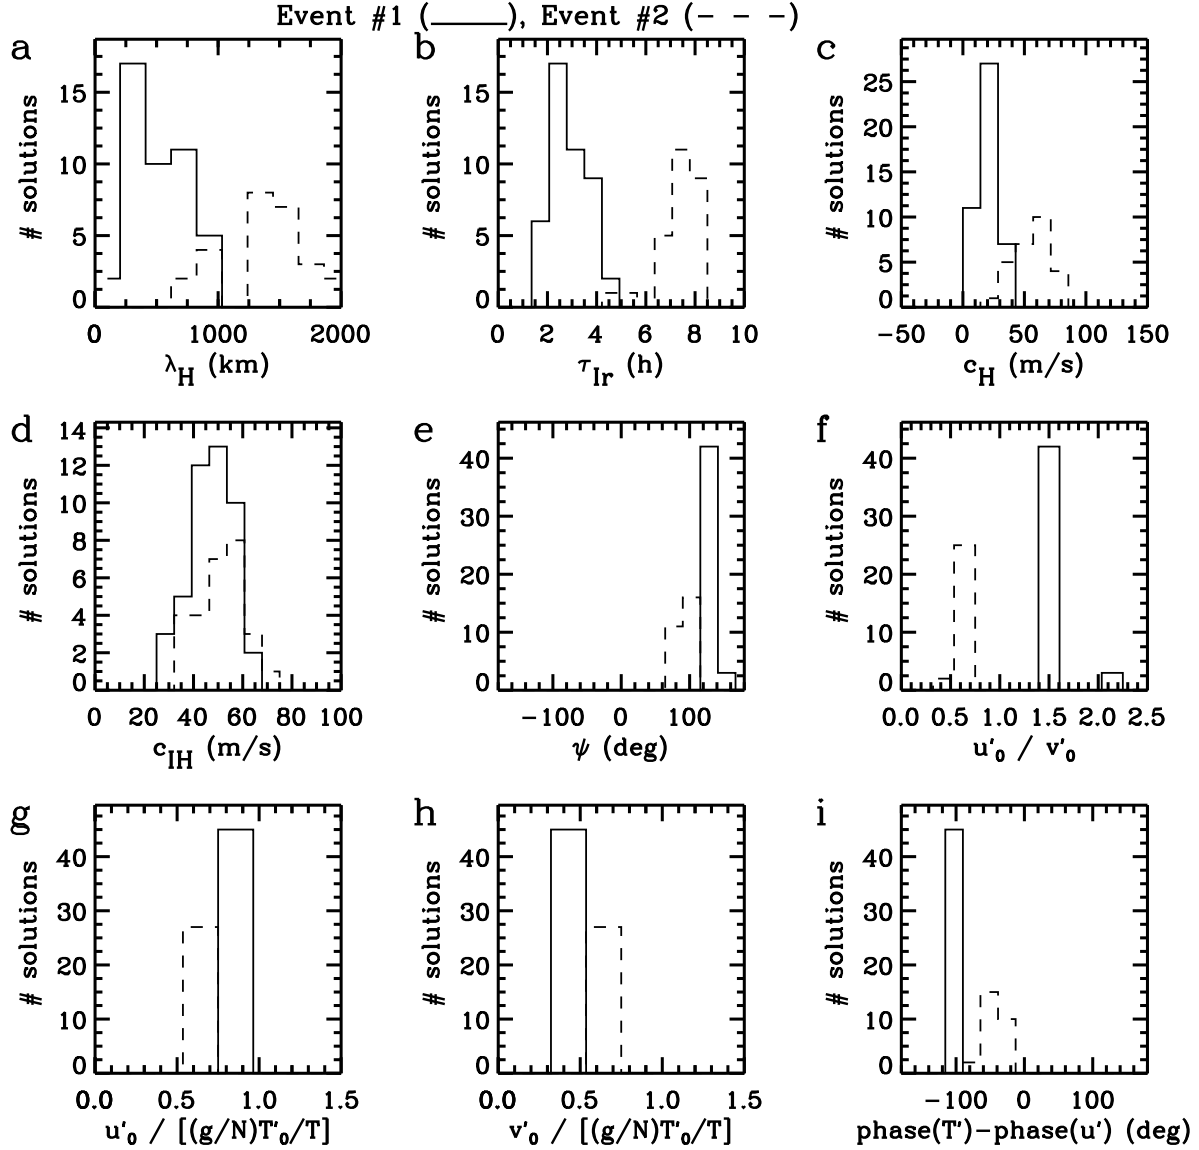 Event #1 (), Event #2 (- - -)
a
# solutions
0
5
10
15
0 1000 2000
λH (km)
b
# solutions
0
5
10
15
0 2 4 6 8 10
τIr (h)
c
# solutions
0
5
10
15
20
25
-50 0 50 100 150
cH (m/s)
d
# solutions
0
2
4
6
8
10
12
14
0 20 40 60 80 100
cIH (m/s)
e
# solutions
0
10
20
30
40
-100 0 100
ψ (deg)
f
# solutions
0
10
20
30
40
0.0 0.5 1.0 1.5 2.0 2.5
u'0 / v'0
g
# solutions
0
10
20
30
40
0.0 0.5 1.0 1.5
u'0 / [(g/N)T'0/T]
h
# solutions
0
10
20
30
40
0.0 0.5 1.0 1.5
v'0 / [(g/N)T'0/T]
i
# solutions
0
10
20
30
40
-100 0 100
phase(T')-phase(u') (deg)